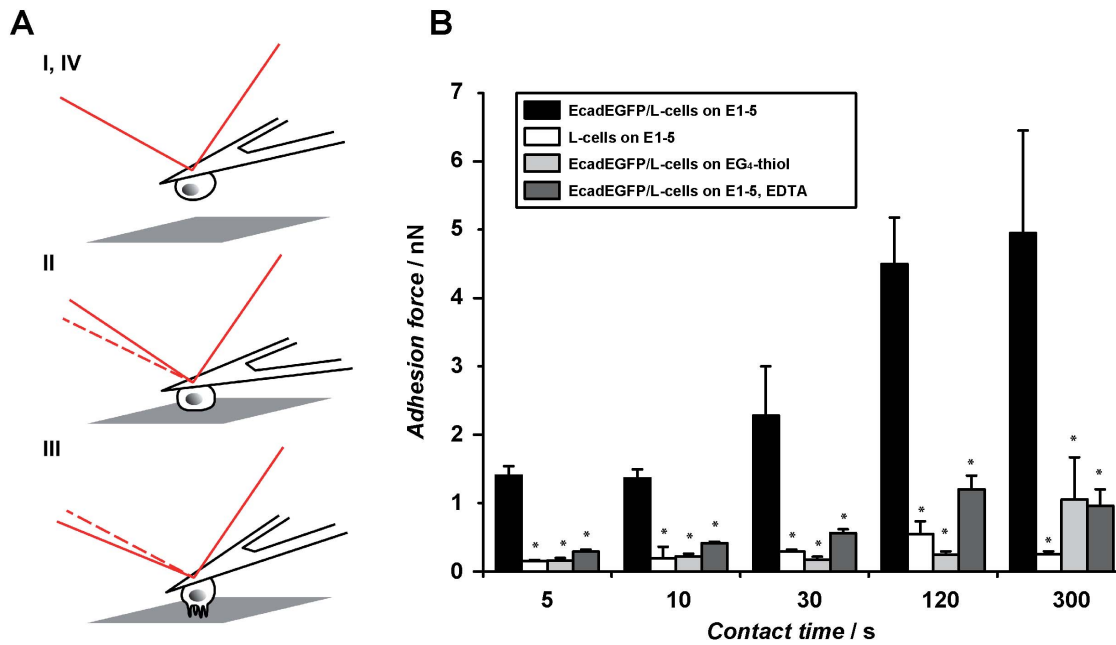 A
I, IV
II
III
B
7
6
5
4
3
2
1
0
Adhesion force / nN
EcadEGFP/L-cells on E1-5
L-cells on E1-5
EcadEGFP/L-cells on EG₄-thiol
EcadEGFP/L-cells on E1-5, EDTA
* * *
* * *
* * *
* * *
* * *
5 10 30 120 300
Contact time / s